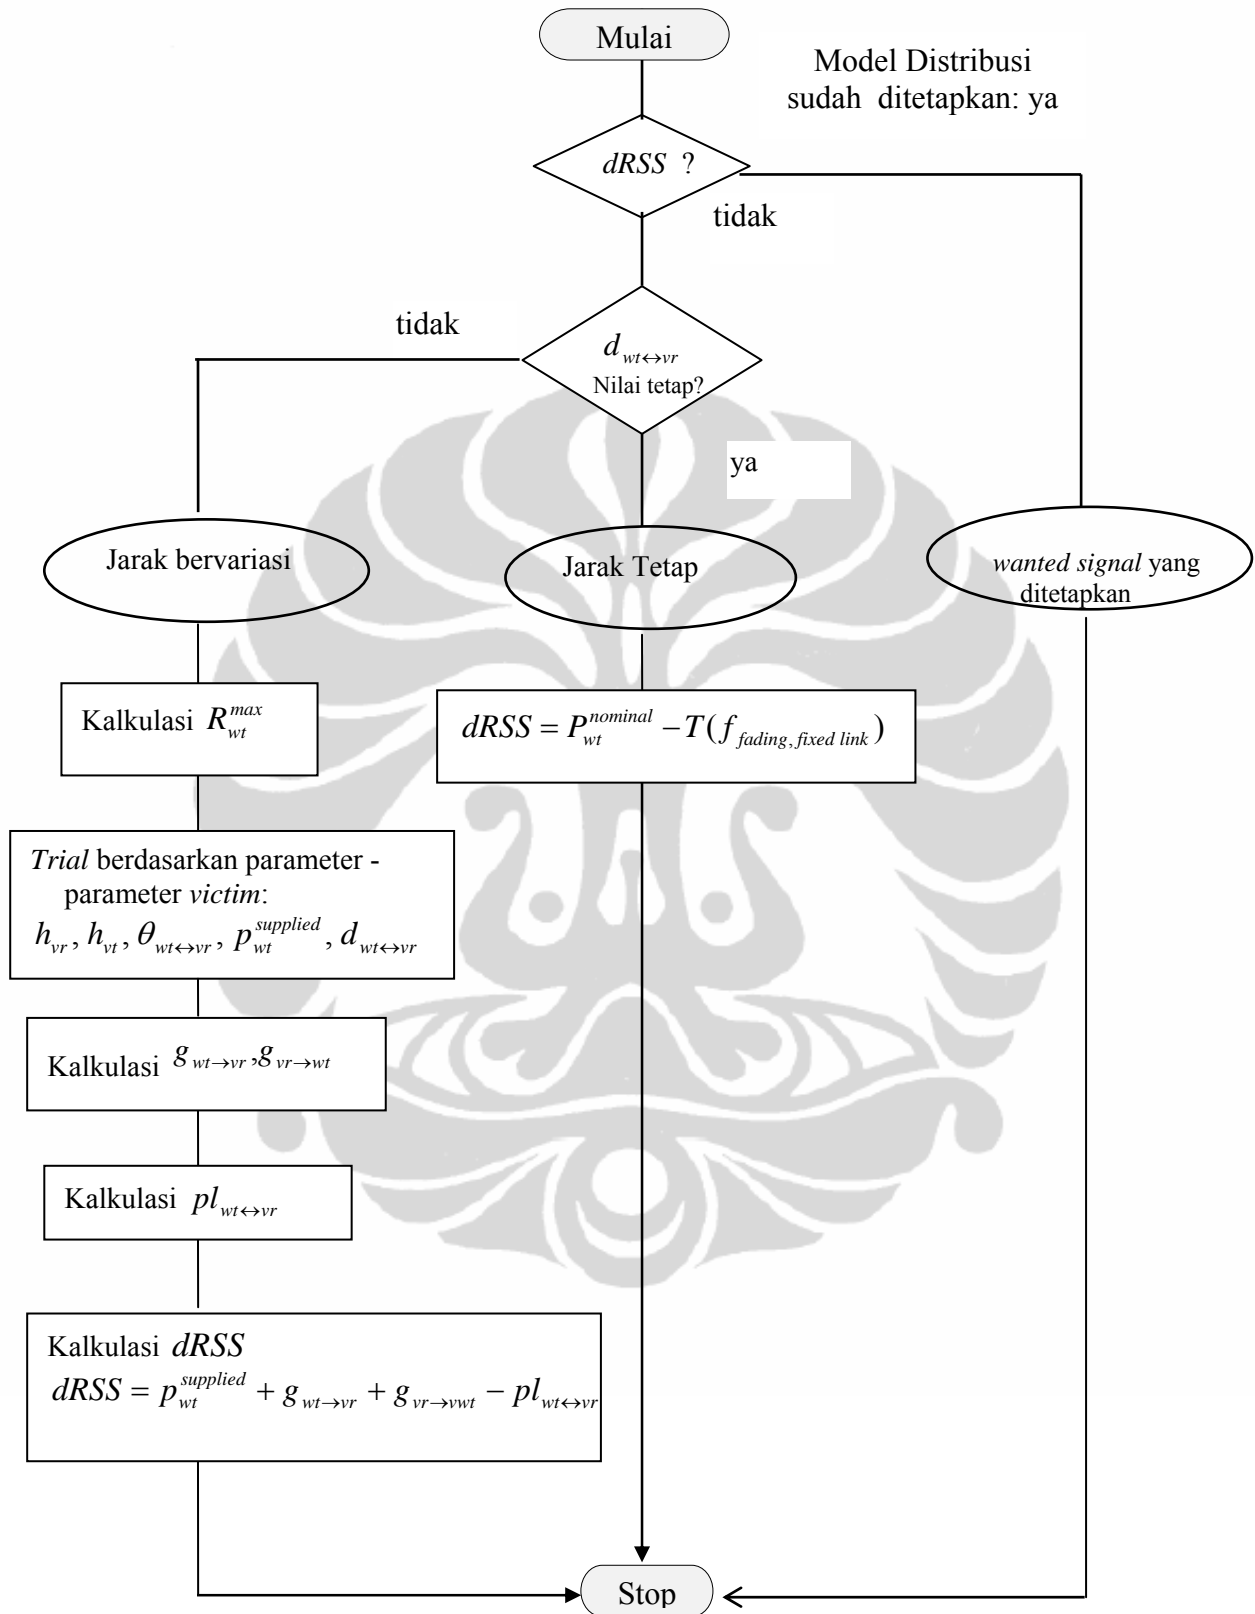 Mulai
Model Distribusi
sudah ditetapkan: ya
dRSS ?
tidak
tidak
d_{wt↔vr}
Nilai tetap?
ya
Jarak bervariasi
Jarak Tetap
wanted signal yang
ditetapkan
Kalkulasi R_{wt}^{max}
dRSS = P_{wt}^{nominal} − T(f_{fading, fixed link})
Trial berdasarkan parameter -
parameter victim:
h_{vr}, h_{vt}, θ_{wt↔vr}, p_{wt}^{supplied}, d_{wt↔vr}
Kalkulasi g_{wt→vr}, g_{vr→wt}
Kalkulasi pl_{wt↔vr}
Kalkulasi dRSS
dRSS = p_{wt}^{supplied} + g_{wt→vr} + g_{vr→vwt} − pl_{wt↔vr}
Stop